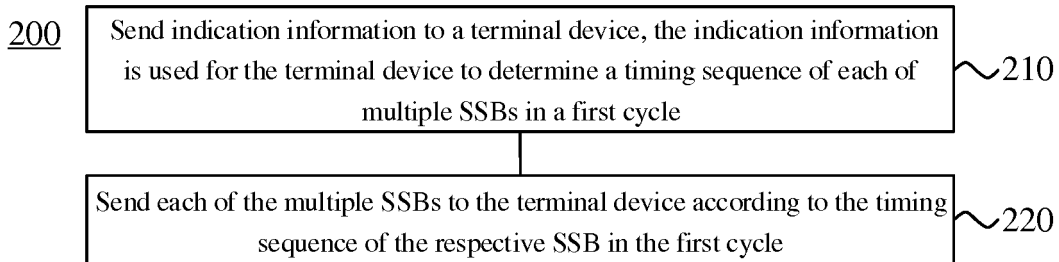 200
Send indication information to a terminal device, the indication information
is used for the terminal device to determine a timing sequence of each of
multiple SSBs in a first cycle
210
Send each of the multiple SSBs to the terminal device according to the timing
sequence of the respective SSB in the first cycle
220